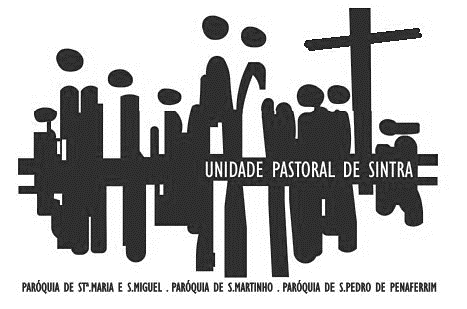 UNIDADE PASTORAL DE SINTRA
PARÓQUIA DE STª.MARIA E S.MIGUEL . PARÓQUIA DE S.MARTINHO . PARÓQUIA DE S.PEDRO DE PENAFERRIM